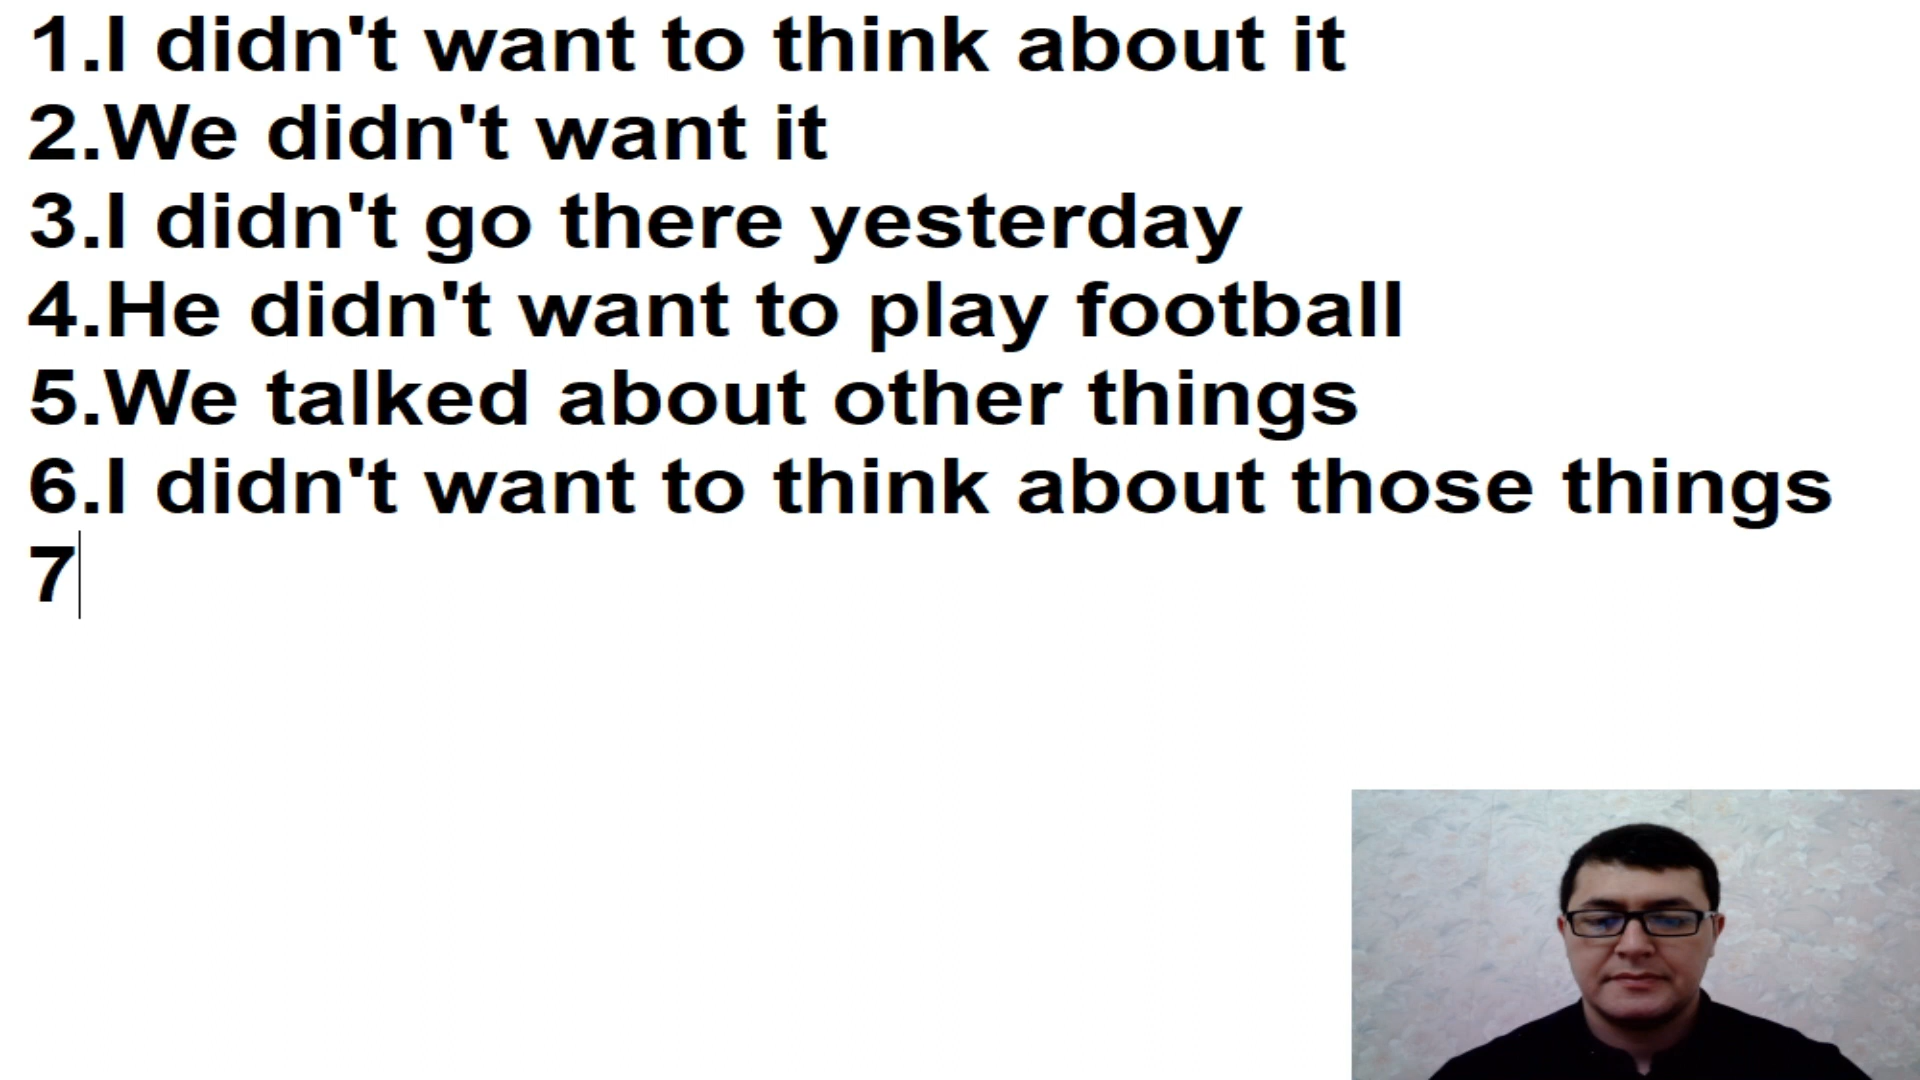 1.I didn't want to think about it
2.We didn't want it
3.I didn't go there yesterday
4.He didn't want to play football
5.We talked about other things
6.I didn't want to think about those things
7